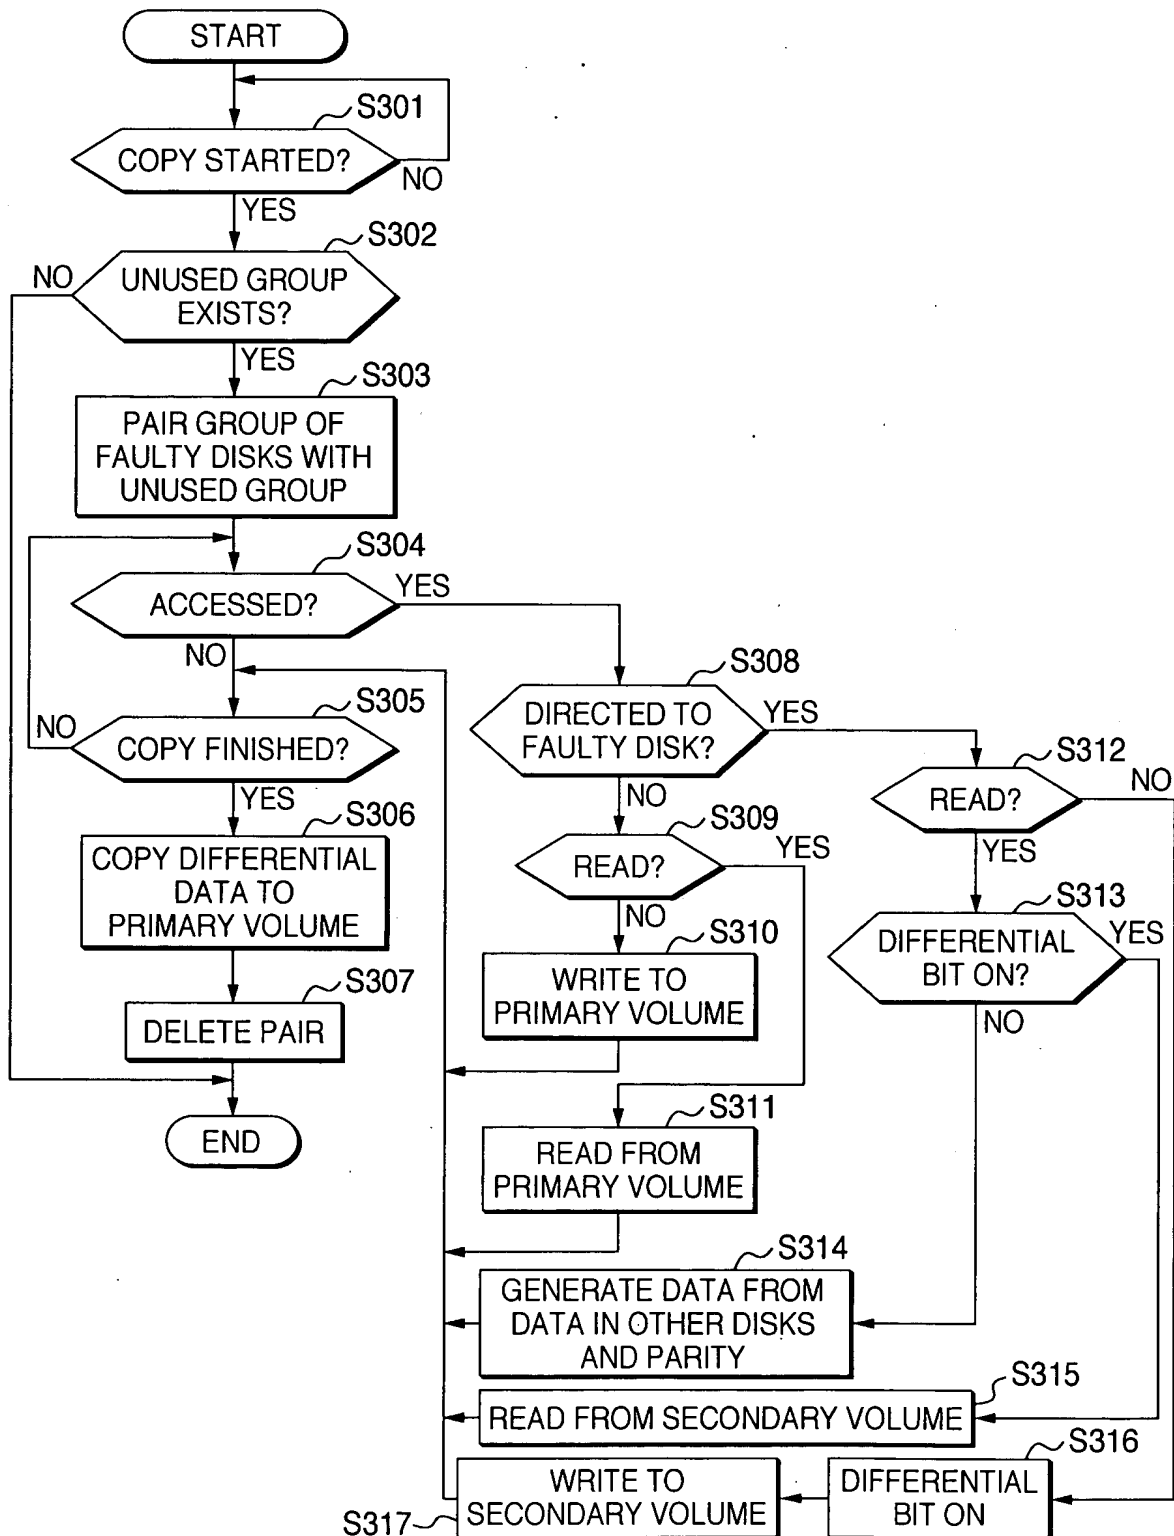 START
S301
COPY STARTED?
NO
YES
S302
NO
UNUSED GROUP
EXISTS?
YES
S303
PAIR GROUP OF
FAULTY DISKS WITH
UNUSED GROUP
S304
ACCESSED?
YES
NO
S305
NO
COPY FINISHED?
YES
S306
COPY DIFFERENTIAL
DATA TO
PRIMARY VOLUME
S307
DELETE PAIR
END
S308
DIRECTED TO
FAULTY DISK?
YES
NO
S309
READ?
YES
NO
S310
WRITE TO
PRIMARY VOLUME
S311
READ FROM
PRIMARY VOLUME
S312
READ?
NO
YES
S313
DIFFERENTIAL
BIT ON?
YES
NO
S314
GENERATE DATA FROM
DATA IN OTHER DISKS
AND PARITY
S315
READ FROM SECONDARY VOLUME
S316
DIFFERENTIAL
BIT ON
WRITE TO
SECONDARY VOLUME
S317